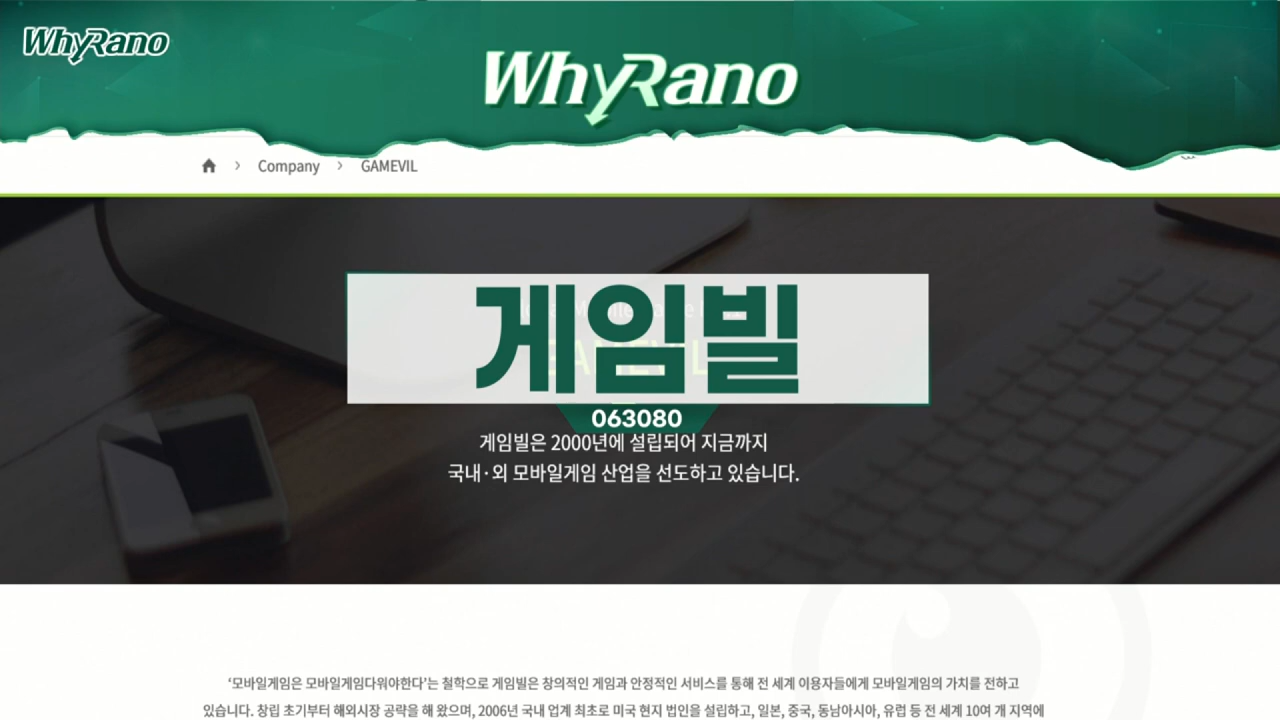 WhyRano
WhyRano
Company
GAMEVIL
게임빌
063080
게임빌은 2000년에 설립되어 지금까지
국내·외 모바일게임 산업을 선도하고 있습니다.
‘모바일게임은 모바일게임다워야한다’는 철학으로 게임빌은 창의적인 게임과 안정적인 서비스를 통해 전 세계 이용자들에게 모바일게임의 가치를 전하고
있습니다. 창립 초기부터 해외시장 공략을 해 왔으며, 2006년 국내 업계 최초로 미국 현지 법인을 설립하고, 일본, 중국, 동남아시아, 유럽 등 전 세계 10여 개 지역에